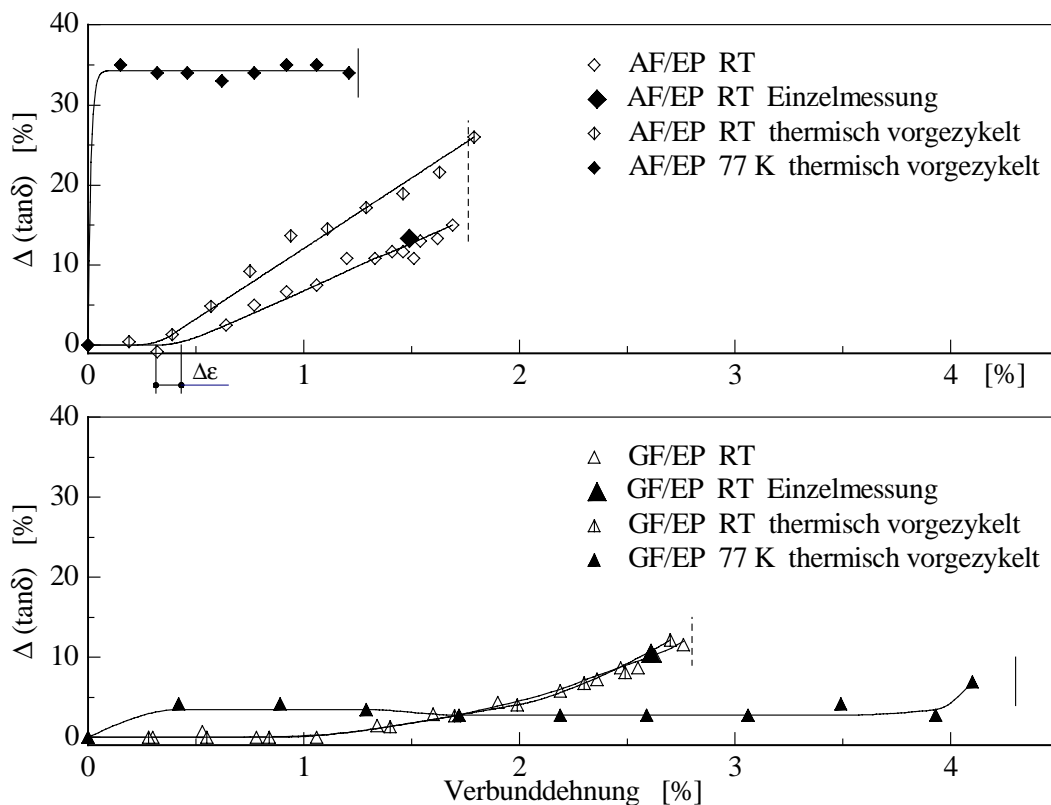 40
30
20
10
0
Δ (tanδ) [%]
AF/EP RT
AF/EP RT Einzelmessung
AF/EP RT thermisch vorgezykelt
AF/EP 77 K thermisch vorgezykelt
0 1 2 3 4 [%]
Δε
40
30
20
10
0
Δ (tanδ) [%]
GF/EP RT
GF/EP RT Einzelmessung
GF/EP RT thermisch vorgezykelt
GF/EP 77 K thermisch vorgezykelt
0 1 2 3 4
Verbunddehnung [%]